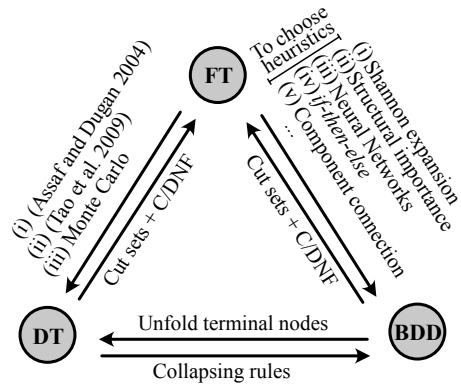 FT
(i) (Assaf and Dugan 2004)
(ii) (Tao et al. 2009)
(iii) Monte Carlo
Cut sets + C/DNF
To choose
heuristics
(i) Shannon expansion
(ii) Structural importance
(iii) Neural Networks
(iv) if-then-else
(v) Component connection
...
Cut sets + C/DNF
DT
Unfold terminal nodes
Collapsing rules
BDD